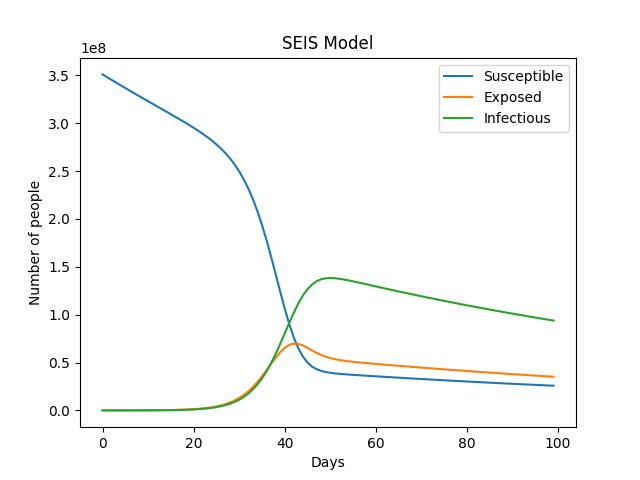 SEIS Model
1e8
3.5
3.0
2.5
2.0
1.5
1.0
0.5
0.0
Number of people
Susceptible
Exposed
Infectious
0 20 40 60 80 100
Days